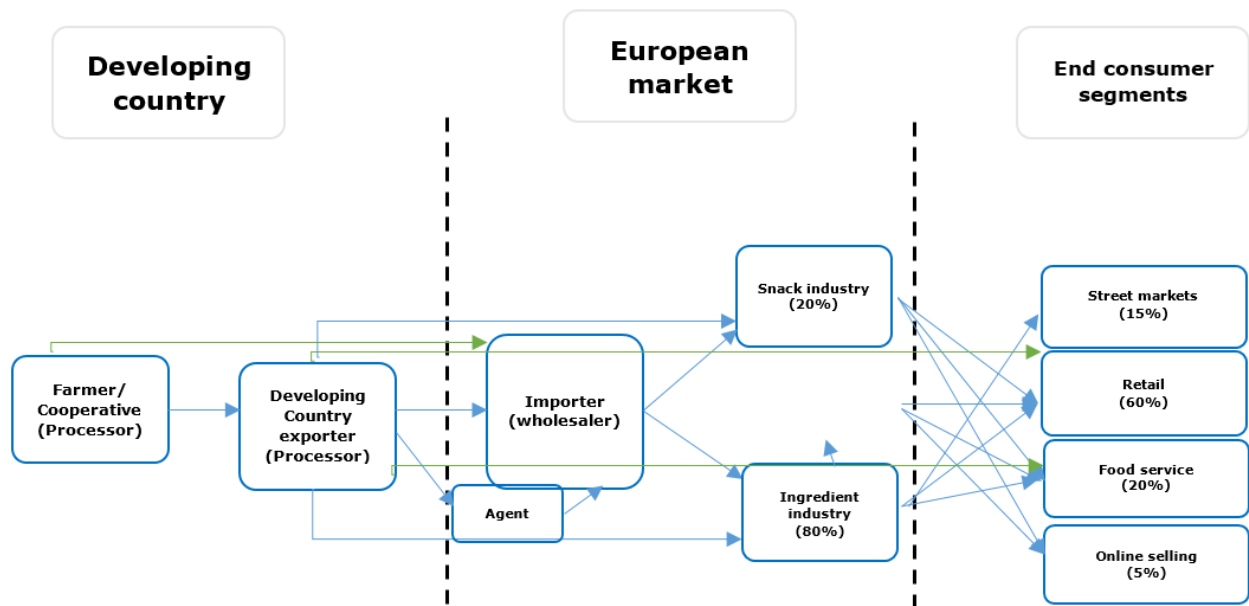 Developing
country
European
market
End consumer
segments
Snack industry
(20%)
Street markets
(15%)
Farmer/
Cooperative
(Processor)
Developing
Country
exporter
(Processor)
Importer
(wholesaler)
Retail
(60%)
Agent
Ingredient
industry
(80%)
Food service
(20%)
Online selling
(5%)